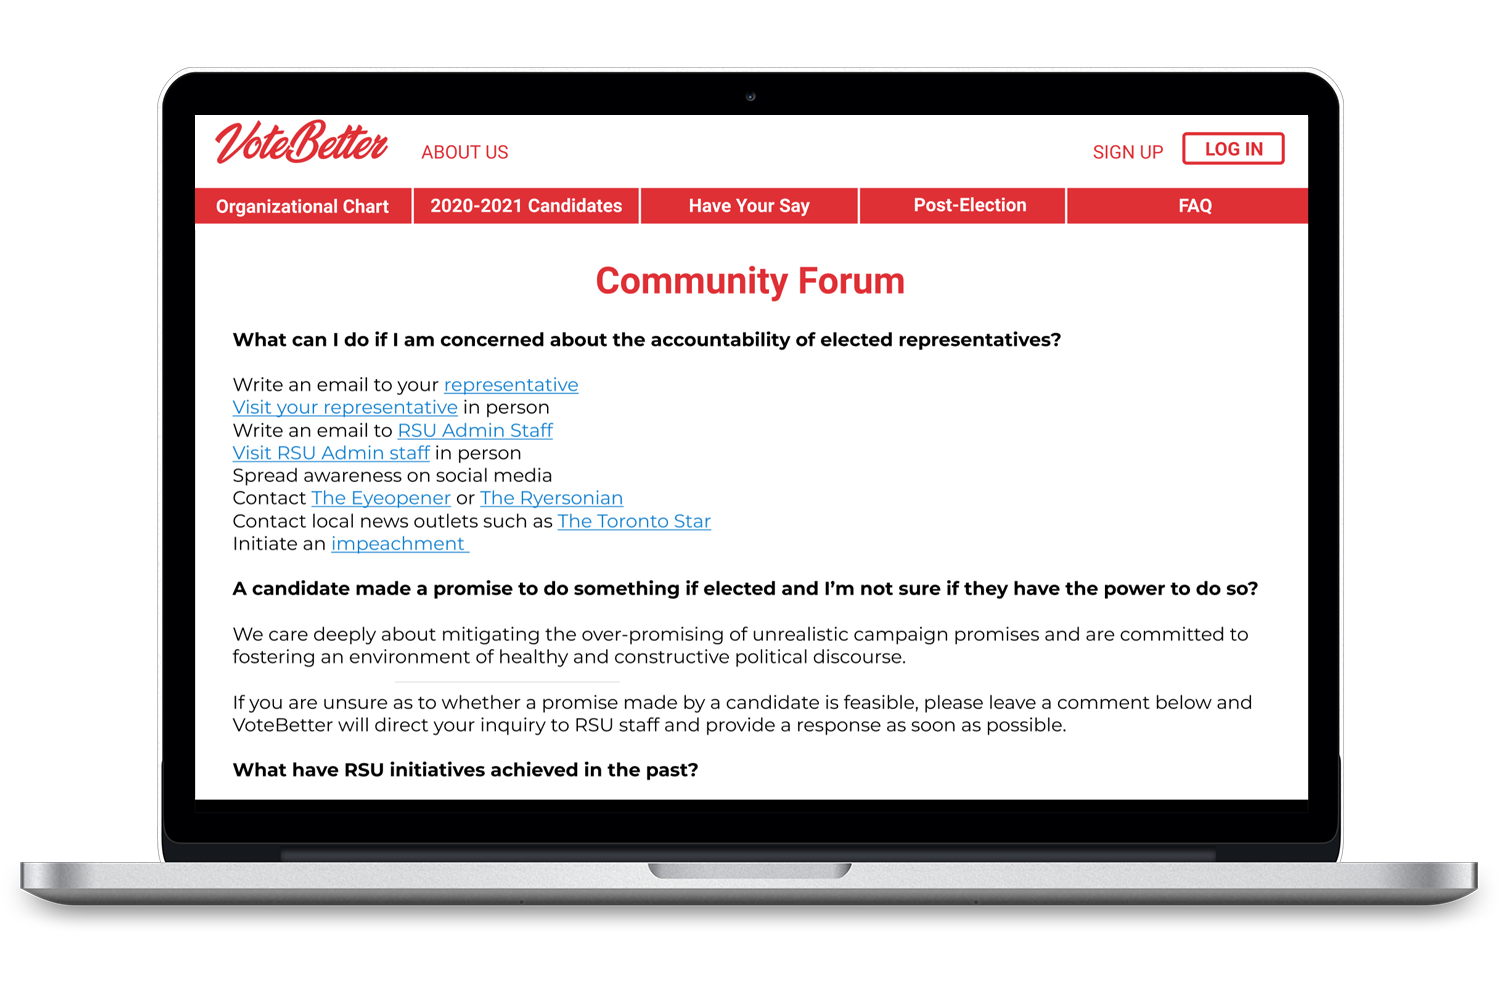 VoteBetter
ABOUT US
SIGN UP
LOG IN
Organizational Chart
2020-2021 Candidates
Have Your Say
Post-Election
FAQ
Community Forum
What can I do if I am concerned about the accountability of elected representatives?
Write an email to your representative
Visit your representative in person
Write an email to RSU Admin Staff
Visit RSU Admin staff in person
Spread awareness on social media
Contact The Eyeopener or The Ryersonian
Contact local news outlets such as The Toronto Star
Initiate an impeachment
A candidate made a promise to do something if elected and I’m not sure if they have the power to do so?
We care deeply about mitigating the over-promising of unrealistic campaign promises and are committed to
fostering an environment of healthy and constructive political discourse.
If you are unsure as to whether a promise made by a candidate is feasible, please leave a comment below and
VoteBetter will direct your inquiry to RSU staff and provide a response as soon as possible.
What have RSU initiatives achieved in the past?